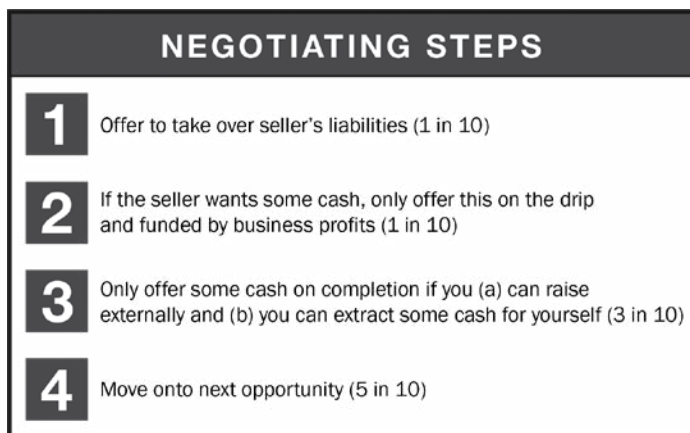 NEGOTIATING STEPS
1
Offer to take over seller's liabilities (1 in 10)
2
If the seller wants some cash, only offer this on the drip
and funded by business profits (1 in 10)
3
Only offer some cash on completion if you (a) can raise
externally and (b) you can extract some cash for yourself (3 in 10)
4
Move onto next opportunity (5 in 10)